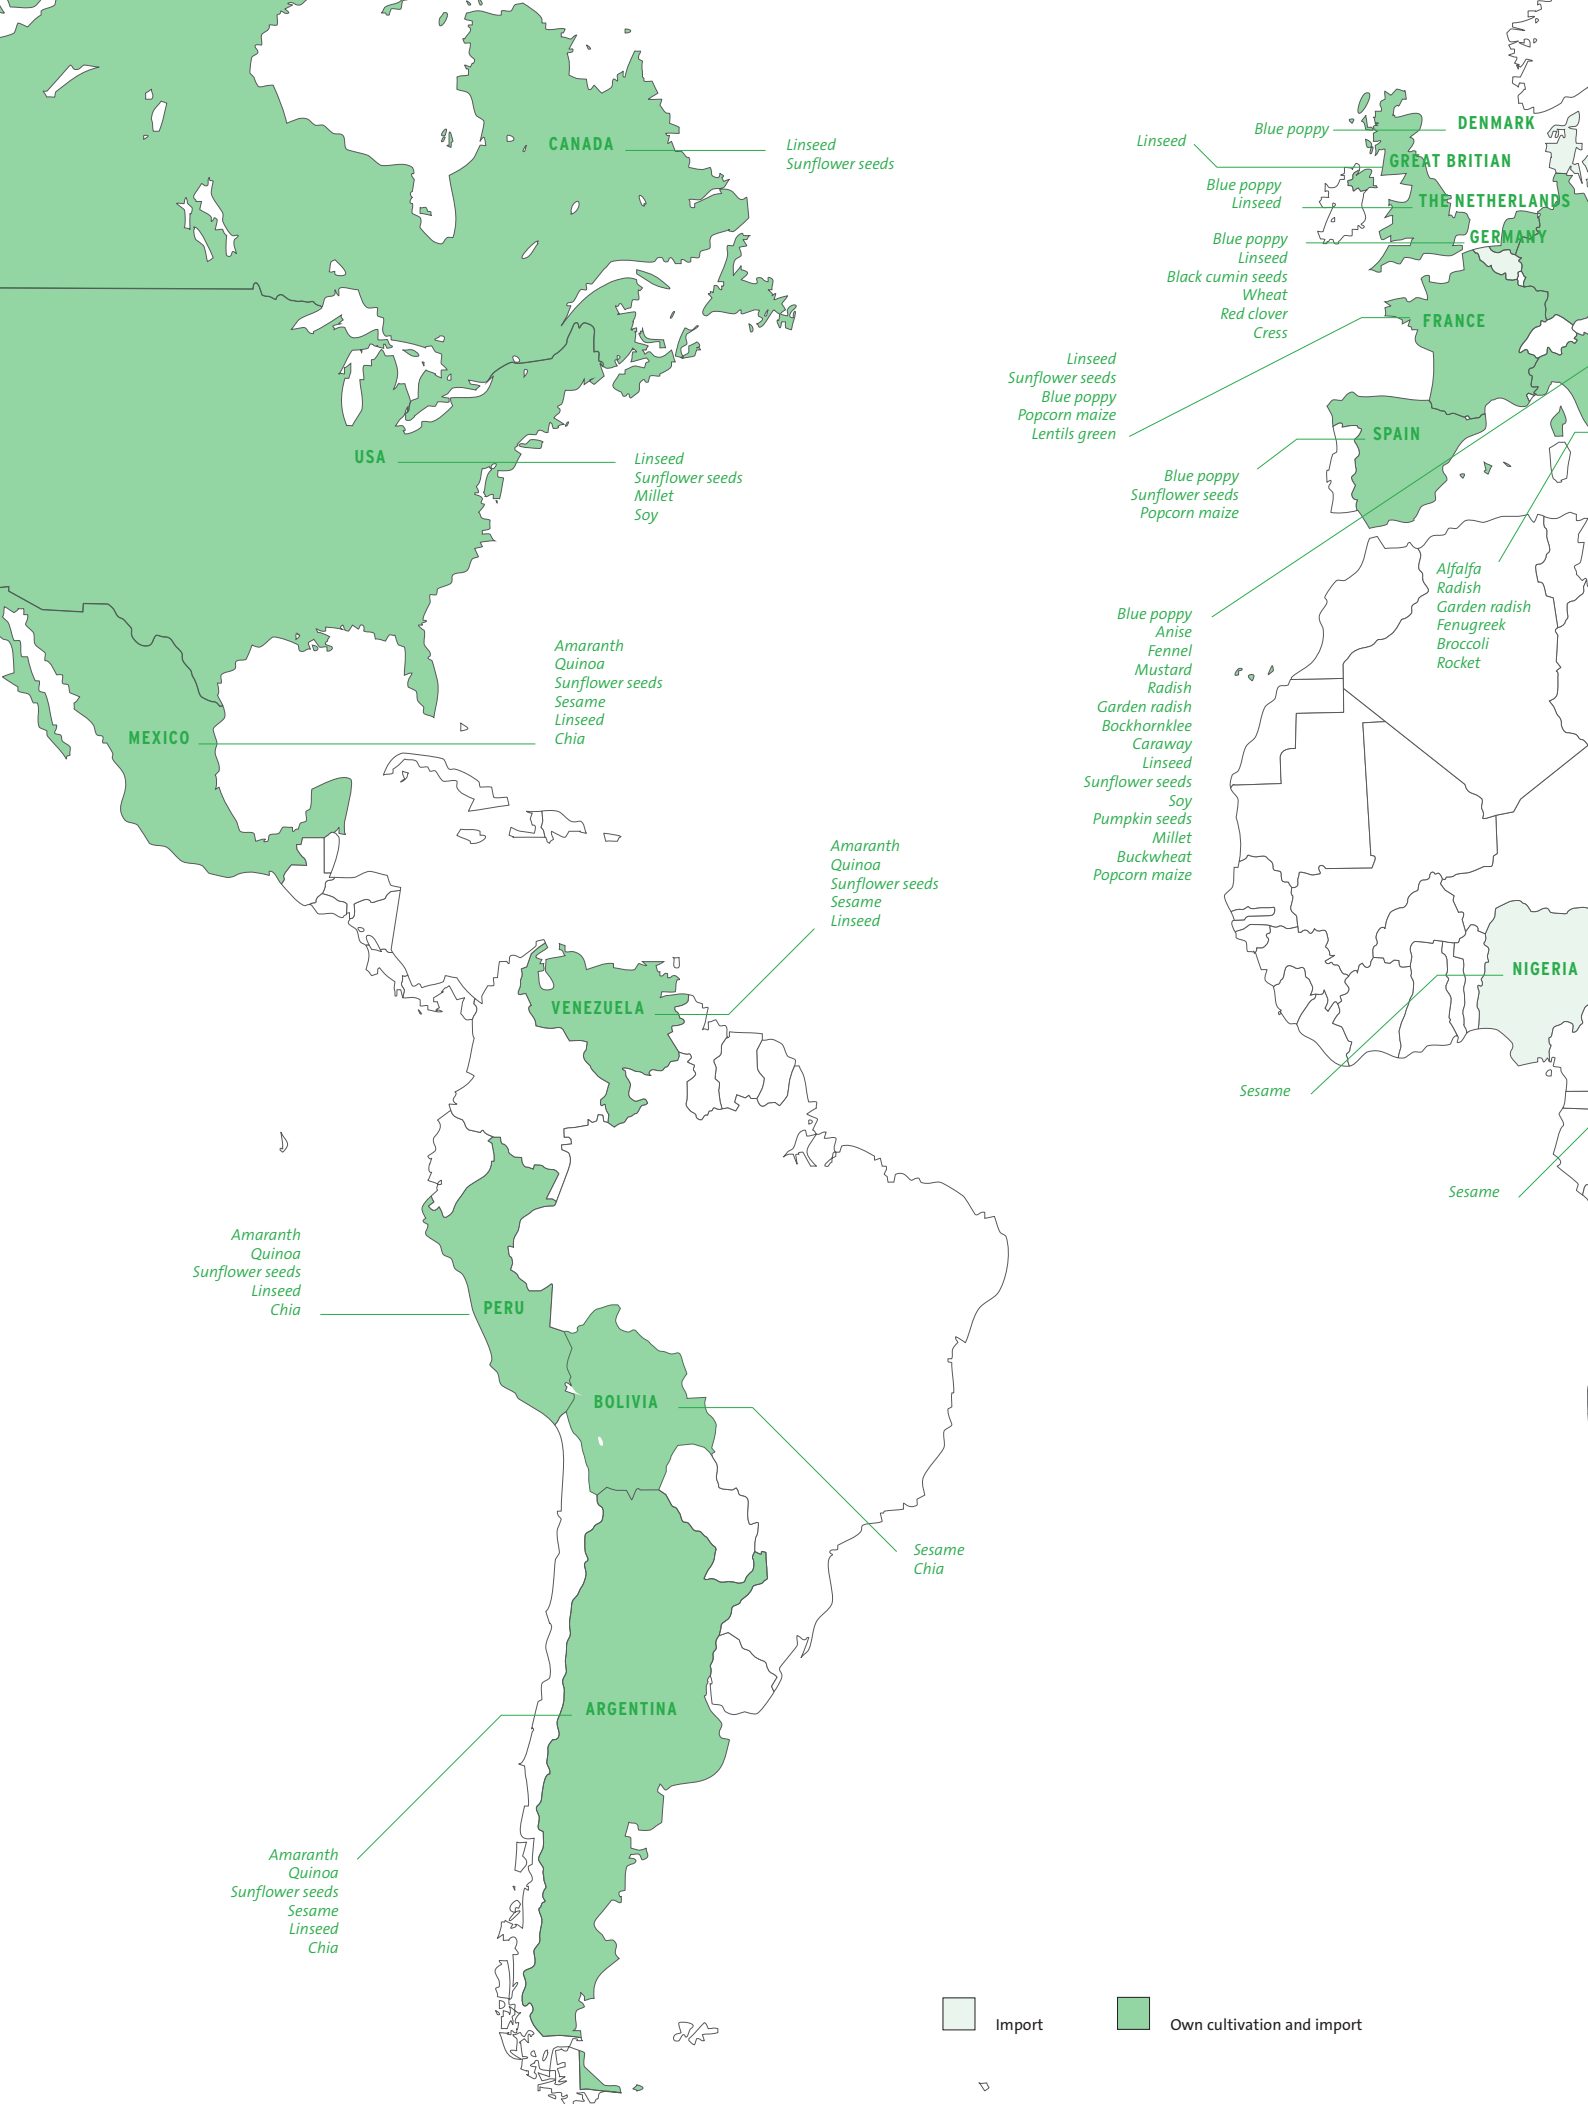 CANADA
Linseed
Sunflower seeds
USA
Linseed
Sunflower seeds
Millet
Soy
MEXICO
Amaranth
Quinoa
Sunflower seeds
Sesame
Linseed
Chia
VENEZUELA
Amaranth
Quinoa
Sunflower seeds
Sesame
Linseed
PERU
Amaranth
Quinoa
Sunflower seeds
Linseed
Chia
BOLIVIA
Sesame
Chia
ARGENTINA
Amaranth
Quinoa
Sunflower seeds
Sesame
Linseed
Chia
Blue poppy
DENMARK
Linseed
GREAT BRITIAN
Blue poppy
Linseed
THE NETHERLANDS
Blue poppy
Linseed
Black cumin seeds
Wheat
Red clover
Cress
GERMANY
FRANCE
Linseed
Sunflower seeds
Blue poppy
Popcorn maize
Lentils green
SPAIN
Blue poppy
Sunflower seeds
Popcorn maize
Alfalfa
Radish
Garden radish
Fenugreek
Broccoli
Rocket
Blue poppy
Anise
Fennel
Mustard
Radish
Garden radish
Bockhornklee
Caraway
Linseed
Sunflower seeds
Soy
Pumpkin seeds
Millet
Buckwheat
Popcorn maize
NIGERIA
Sesame
Sesame
Import
Own cultivation and import